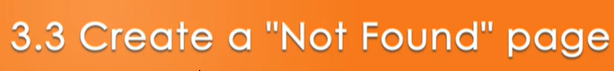 3.3 Create a "Not Found" page